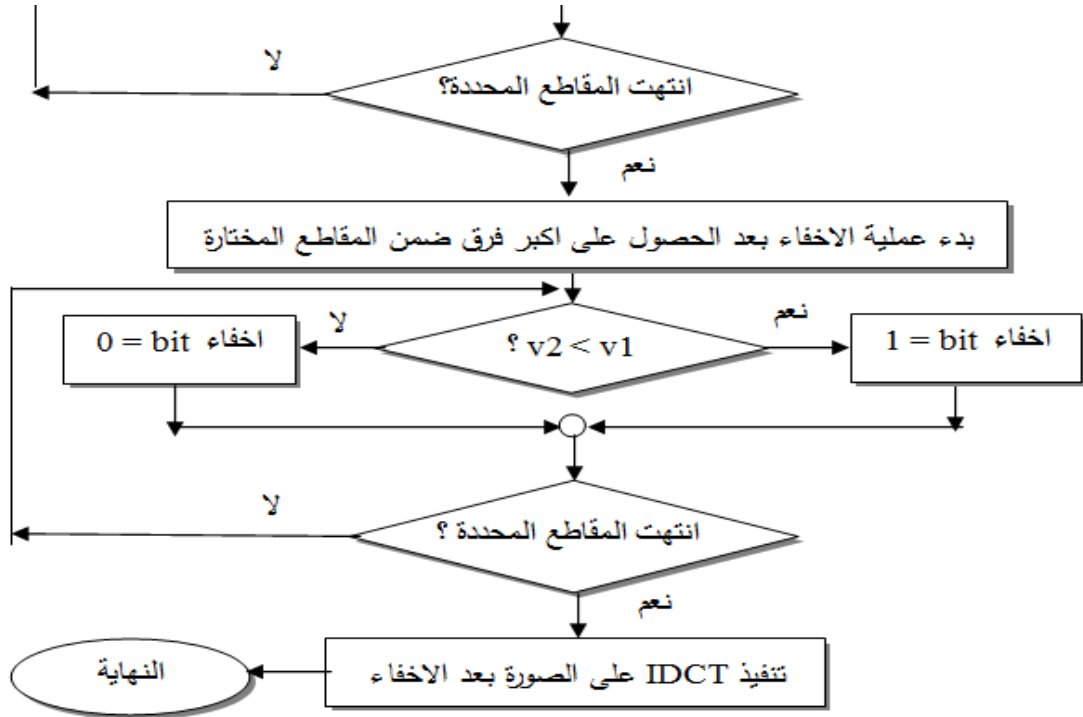 انتهت المقاطع المحددة؟
لا
نعم
بدء عملية الاخفاء بعد الحصول على اكبر فرق ضمن المقاطع المختارة
v2 < v1 ؟
نعم
لا
اخفاء 1 = bit
اخفاء 0 = bit
انتهت المقاطع المحددة ؟
لا
نعم
تنفيذ IDCT على الصورة بعد الاخفاء
النهاية